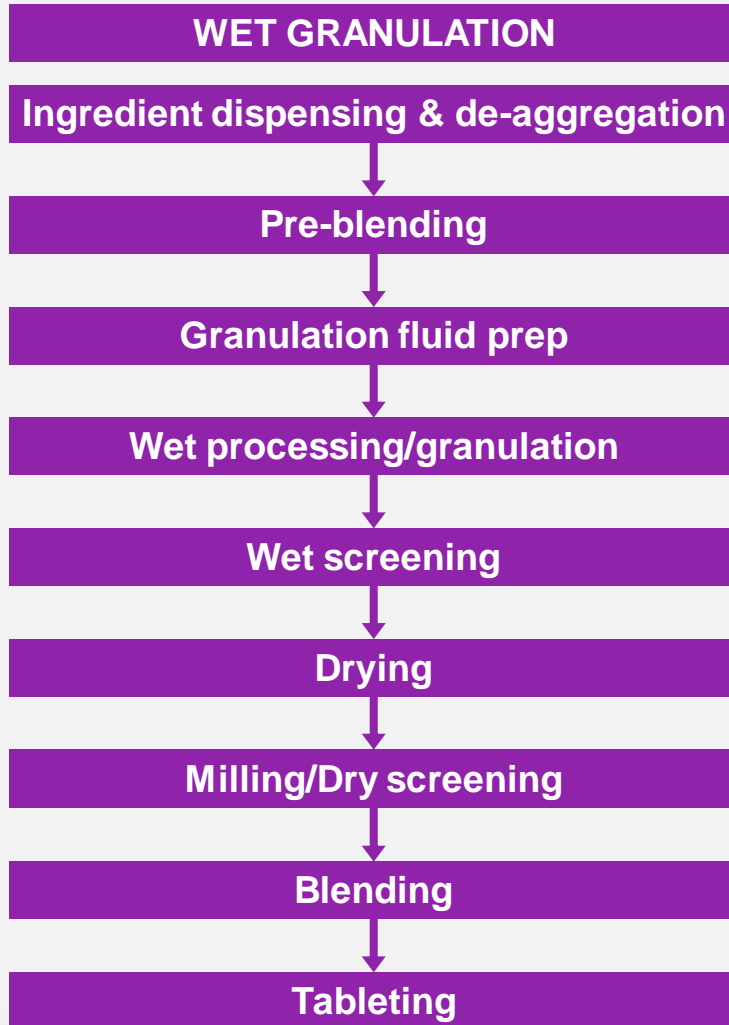 WET GRANULATION
Ingredient dispensing & de-aggregation
Pre-blending
Granulation fluid prep
Wet processing/granulation
Wet screening
Drying
Milling/Dry screening
Blending
Tableting